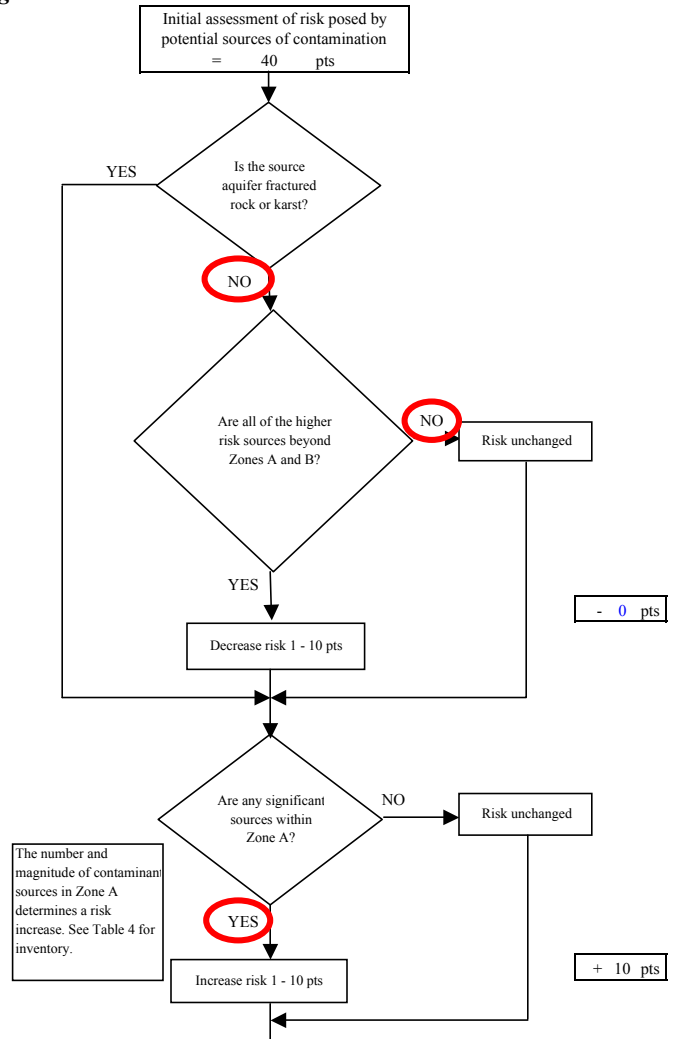 g
Initial assessment of risk posed by
potential sources of contamination
= 40 pts
Is the source
aquifer fractured
rock or karst?
YES
NO
Are all of the higher
risk sources beyond
Zones A and B?
NO
Risk unchanged
YES
- 0 pts
Decrease risk 1 - 10 pts
Are any significant
sources within
Zone A?
NO
Risk unchanged
The number and
magnitude of contaminant
sources in Zone A
determines a risk
increase. See Table 4 for
inventory.
YES
+ 10 pts
Increase risk 1 - 10 pts